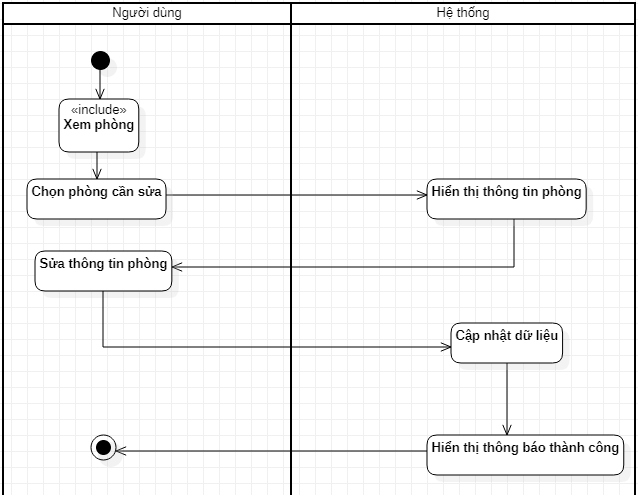 Người dùng
Hệ thống
«include»
Xem phòng
Chọn phòng cần sửa
Hiển thị thông tin phòng
Sửa thông tin phòng
Cập nhật dữ liệu
Hiển thị thông báo thành công